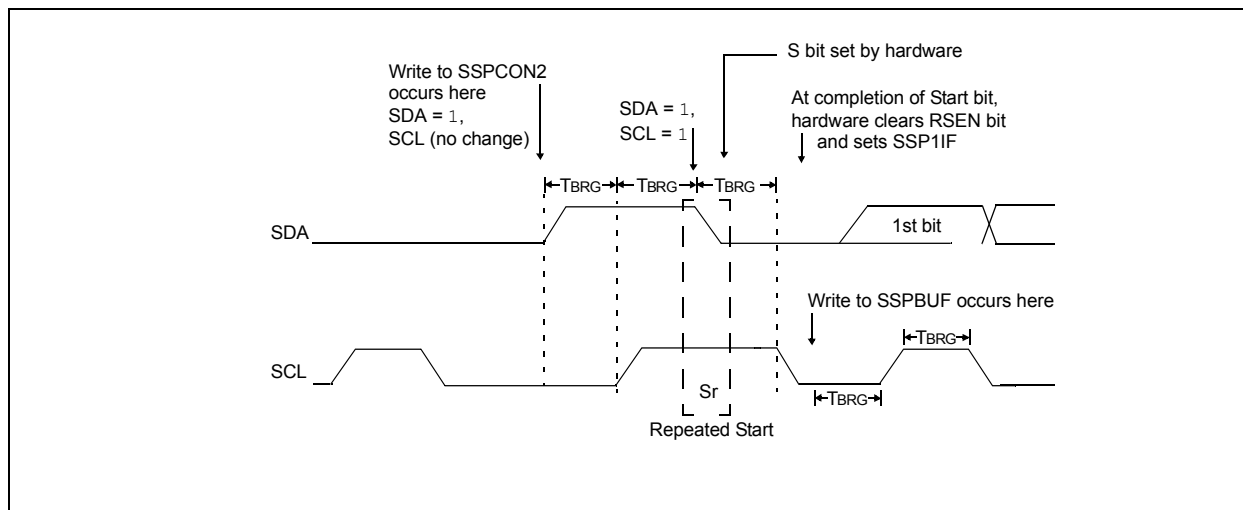 S bit set by hardware
Write to SSPCON2
occurs here
SDA = 1,
SCL (no change)
SDA = 1,
SCL = 1
At completion of Start bit,
hardware clears RSEN bit
and sets SSP1IF
TBRG TBRG TBRG
SDA
1st bit
Write to SSPBUF occurs here
TBRG
SCL
Sr
TBRG
Repeated Start